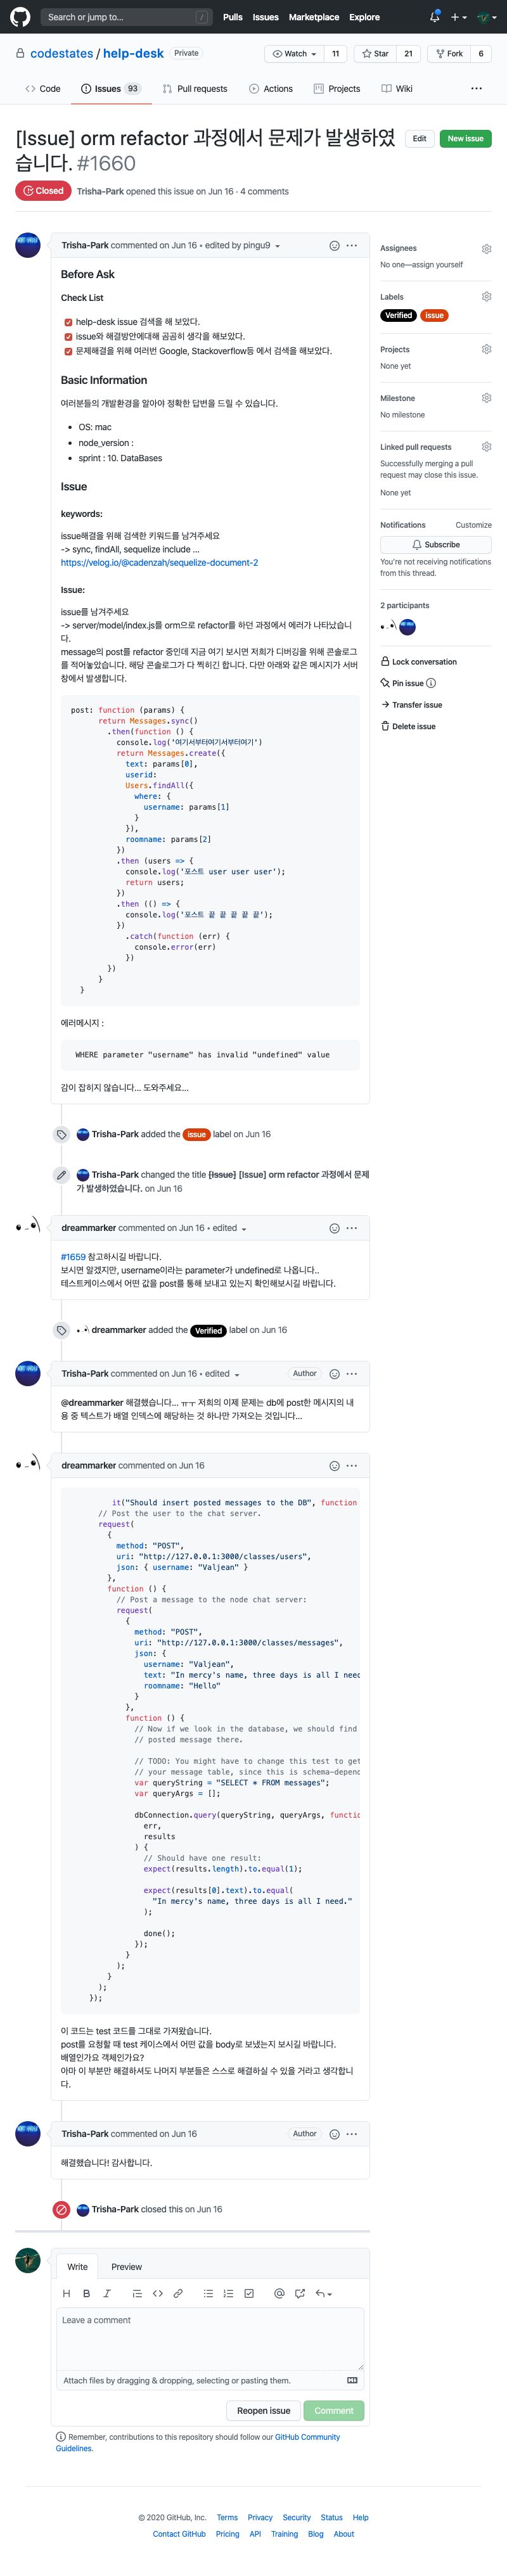 Search or jump to... /
Pulls Issues Marketplace Explore
codestates / help-desk Private
Watch 11 Star 21 Fork 6
Code Issues 93 Pull requests Actions Projects Wiki ...
[Issue] orm refactor 과정에서 문제가 발생하였
습니다. #1660
Edit New issue
Closed Trisha-Park opened this issue on Jun 16 · 4 comments
Trisha-Park commented on Jun 16 • edited by pingu9
Before Ask
Check List
help-desk issue 검색을 해 보았다.
issue와 해결방안에대해 곰곰히 생각을 해보았다.
문제해결을 위해 여러번 Google, Stackoverflow등 에서 검색을 해보았다.
Basic Information
여러분들의 개발환경을 알아야 정확한 답변을 드릴 수 있습니다.
• OS: mac
• node_version :
• sprint : 10. DataBases
Issue
keywords:
issue해결을 위해 검색한 키워드를 남겨주세요
-> sync, findAll, sequelize include ...
https://velog.io/@cadenzah/sequelize-document-2
Issue:
issue를 남겨주세요
-> server/model/index.js를 orm으로 refactor를 하던 과정에서 에러가 나타났습니
다.
message의 post를 refactor 중인데 지금 여기 보시면 저희가 디버깅을 위해 콘솔로그
를 적어놓았습니다. 해당 콘솔로그가 다 찍히긴 합니다. 다만 아래와 같은 메시지가 서버
창에서 발생합니다.
post: function (params) {
return Messages.sync()
.then(function () {
console.log('여기서부터여기서부터여기')
return Messages.create({
text: params[0],
userid:
Users.findAll({
where: {
username: params[1]
}
}),
roomname: params[2]
})
.then (users => {
console.log('포스트 user user user');
return users;
})
.then (() => {
console.log('포스트 끝 끝 끝 끝 끝');
})
.catch(function (err) {
console.error(err)
})
})
}
}
에러메시지 :
WHERE parameter "username" has invalid "undefined" value
감이 잡히지 않습니다... 도와주세요...
Trisha-Park added the issue label on Jun 16
Trisha-Park changed the title [Issue] [Issue] orm refactor 과정에서 문제
가 발생하였습니다. on Jun 16
dreammarker commented on Jun 16 • edited
#1659 참고하시길 바랍니다.
보시면 알겠지만, username이라는 parameter가 undefined로 나옵니다..
테스트케이스에서 어떤 값을 post를 통해 보내고 있는지 확인해보시길 바랍니다.
dreammarker added the Verified label on Jun 16
Trisha-Park commented on Jun 16 • edited Author
@dreammarker 해결했습니다... ㅠㅜ 저희의 이제 문제는 db에 post한 메시지의 내
용 중 텍스트가 배열 인덱스에 해당하는 것 하나만 가져오는 것입니다...
dreammarker commented on Jun 16
it("Should insert posted messages to the DB", function
// Post the user to the chat server.
request(
{
method: "POST",
uri: "http://127.0.0.1:3000/classes/users",
json: { username: "Valjean" }
},
function () {
// Post a message to the node chat server:
request(
{
method: "POST",
uri: "http://127.0.0.1:3000/classes/messages",
json: {
username: "Valjean",
text: "In mercy's name, three days is all I need
roomname: "Hello"
}
},
function () {
// Now if we look in the database, we should find
// posted message there.
// TODO: You might have to change this test to get
// your message table, since this is schema-depend
var queryString = "SELECT * FROM messages";
var queryArgs = [];
dbConnection.query(queryString, queryArgs, functio
err,
results
) {
// Should have one result:
expect(results.length).to.equal(1);
expect(results[0].text).to.equal(
"In mercy's name, three days is all I need."
);
done();
});
}
);
}
);
});
이 코드는 test 코드를 그대로 가져왔습니다.
post를 요청할 때 test 케이스에서 어떤 값을 body로 보냈는지 보시길 바랍니다.
배열인가요 객체인가요?
아마 이 부분만 해결하셔도 나머지 부분들은 스스로 해결하실 수 있을 거라고 생각합니
다.
Trisha-Park commented on Jun 16 Author
해결했습니다! 감사합니다.
Trisha-Park closed this on Jun 16
Write Preview
Leave a comment
Attach files by dragging & dropping, selecting or pasting them.
Reopen issue Comment
Remember, contributions to this repository should follow our GitHub Community
Guidelines.
Assignees
No one—assign yourself
Labels
Verified issue
Projects
None yet
Milestone
No milestone
Linked pull requests
Successfully merging a pull
request may close this issue.
None yet
Notifications Customize
Subscribe
You're not receiving notifications
from this thread.
2 participants
Lock conversation
Pin issue
Transfer issue
Delete issue
© 2020 GitHub, Inc. Terms Privacy Security Status Help
Contact GitHub Pricing API Training Blog About